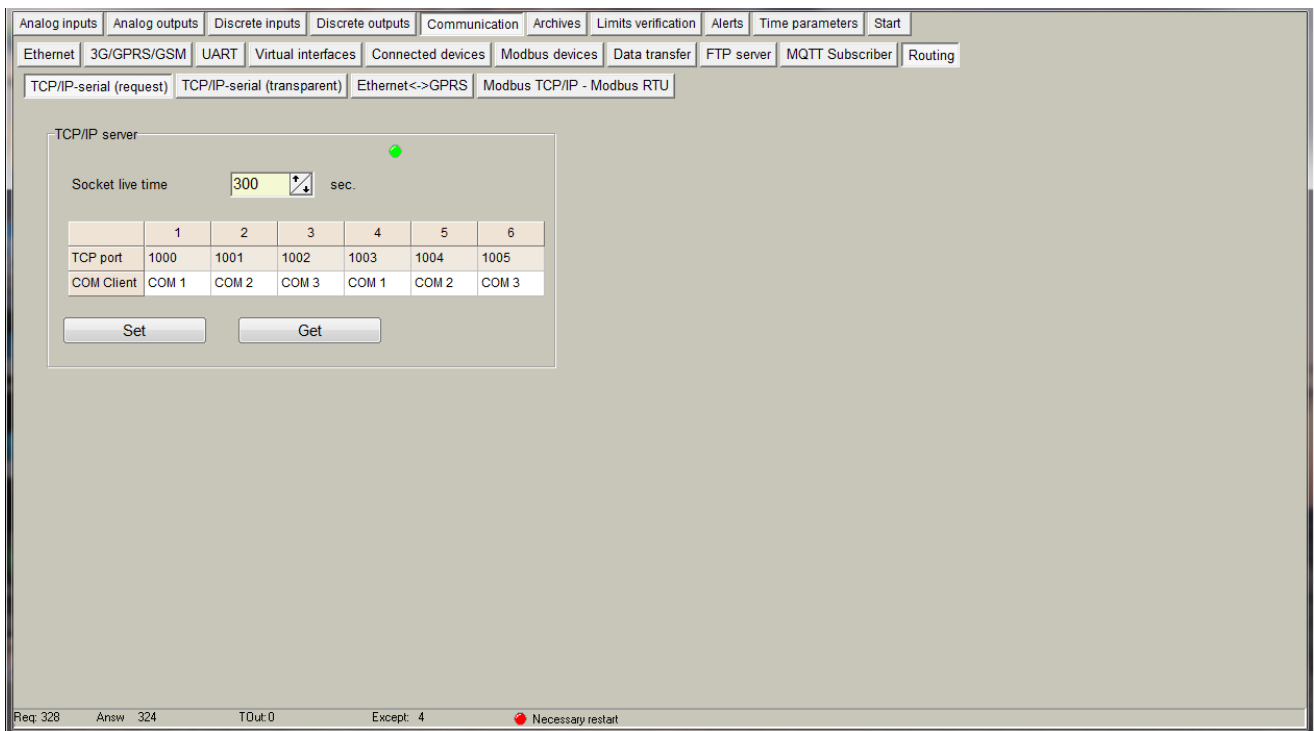 Analog inputs Analog outputs Discrete inputs Discrete outputs Communication Archives Limits verification Alerts Time parameters Start
Ethernet 3G/GPRS/GSM UART Virtual interfaces Connected devices Modbus devices Data transfer FTP server MQTT Subscriber Routing
TCP/IP-serial (request) TCP/IP-serial (transparent) Ethernet<->GPRS Modbus TCP/IP - Modbus RTU
TCP/IP server
Socket live time 300 sec.
1 2 3 4 5 6
TCP port 1000 1001 1002 1003 1004 1005
COM Client COM 1 COM 2 COM 3 COM 1 COM 2 COM 3
Set Get
Req: 328 Answ 324 TOut: 0 Except: 4 Necessary restart